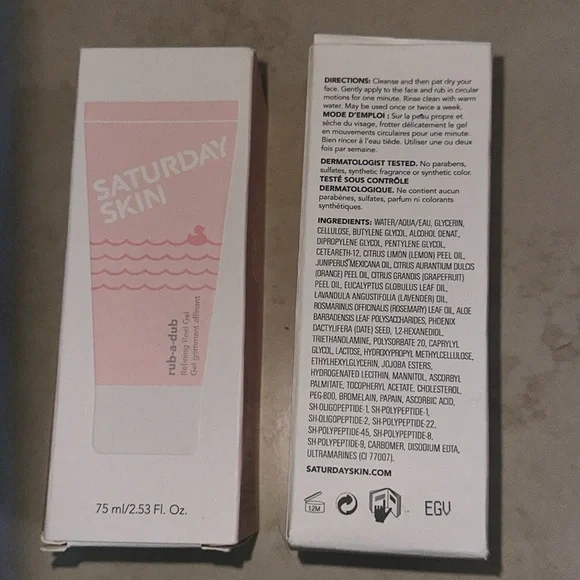 SATURDAY
SKIN
rub-a-dub
Refining Peel Gel
Gel gommant affinant
75 ml/2.53 Fl. Oz.
DIRECTIONS: Cleanse and then pat dry your
face. Gently apply to the face and rub in circular
motions for one minute. Rinse clean with warm
water. May be used once or twice a week.
MODE D'EMPLOI : Sur la peau propre et
sèche du visage, frotter délicatement le gel
en mouvements circulaires pour une minute.
Bien rincer à l'eau tiède. Utiliser une ou deux
fois par semaine.
DERMATOLOGIST TESTED. No parabens,
sulfates, synthetic fragrance or synthetic color.
TESTÉ SOUS CONTRÔLE
DERMATOLOGIQUE. Ne contient aucun
parabènes, sulfates, parfum ni colorants
synthétiques.
INGREDIENTS: WATER/AQUA/EAU, GLYCERIN,
CELLULOSE, BUTYLENE GLYCOL, ALCOHOL DENAT.,
DIPROPYLENE GLYCOL, PENTYLENE GLYCOL,
CETEARETH-12, CITRUS LIMON (LEMON) PEEL OIL,
JUNIPERUS MEXICANA OIL, CITRUS AURANTIUM DULCIS
(ORANGE) PEEL OIL, CITRUS GRANDIS (GRAPEFRUIT)
PEEL OIL, EUCALYPTUS GLOBULUS LEAF OIL,
LAVANDULA ANGUSTIFOLIA (LAVENDER) OIL,
ROSMARINUS OFFICINALIS (ROSEMARY) LEAF OIL, ALOE
BARBADENSIS LEAF POLYSACCHARIDES, PHOENIX
DACTYLIFERA (DATE) SEED, 1,2-HEXANEDIOL,
TRIETHANOLAMINE, POLYSORBATE 20, CAPRYLYL
GLYCOL, LACTOSE, HYDROXYPROPYL METHYLCELLULOSE,
ETHYLHEXYLGLYCERIN, JOJOBA ESTERS,
HYDROGENATED LECITHIN, MANNITOL, ASCORBYL
PALMITATE, TOCOPHERYL ACETATE, CHOLESTEROL,
PEG-800, BROMELAIN, PAPAIN, ASCORBIC ACID,
SH-OLIGOPEPTIDE-1, SH-POLYPEPTIDE-1,
SH-OLIGOPEPTIDE-2, SH-POLYPEPTIDE-22,
SH-POLYPEPTIDE-45, SH-POLYPEPTIDE-8,
SH-POLYPEPTIDE-9, CARBOMER, DISODIUM EDTA,
ULTRAMARINES (CI 77007).
SATURDAYSKIN.COM
12M
EGV